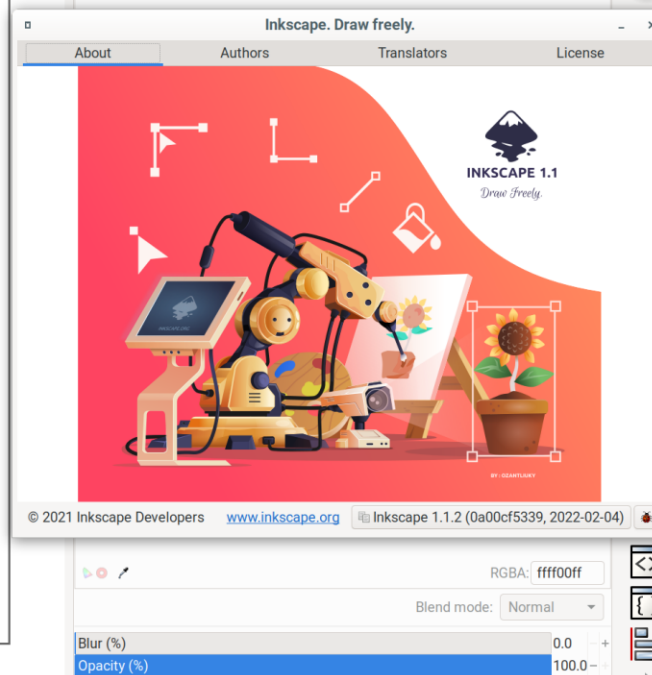 Inkscape. Draw freely.
About Authors Translators License
INKSCAPE 1.1
Draw Freely.
INKSCAPE
© 2021 Inkscape Developers www.inkscape.org Inkscape 1.1.2 (0a00cf5339, 2022-02-04)
RGBA: ffff00ff
Blend mode: Normal
Blur (%) 0.0 − +
Opacity (%) 100.0 −